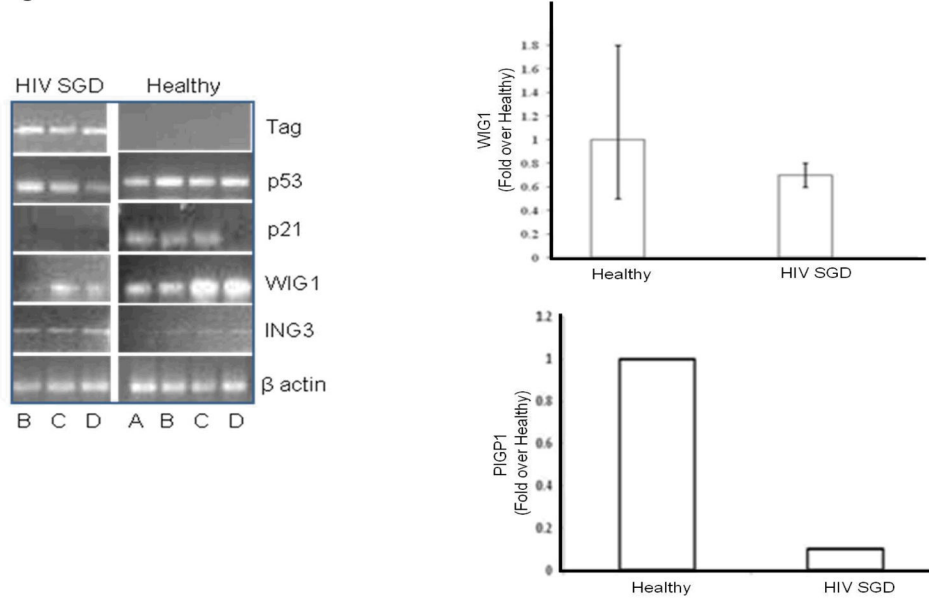 HIV SGD
Healthy
Tag
p53
p21
WIG1
ING3
β actin
B C D A B C D
WIG1
(Fold over Healthy)
1.8
1.6
1.4
1.2
1
0.8
0.6
0.4
0.2
0
Healthy
HIV SGD
PIGP1
(Fold over Healthy)
1.2
1
0.8
0.6
0.4
0.2
0
Healthy
HIV SGD